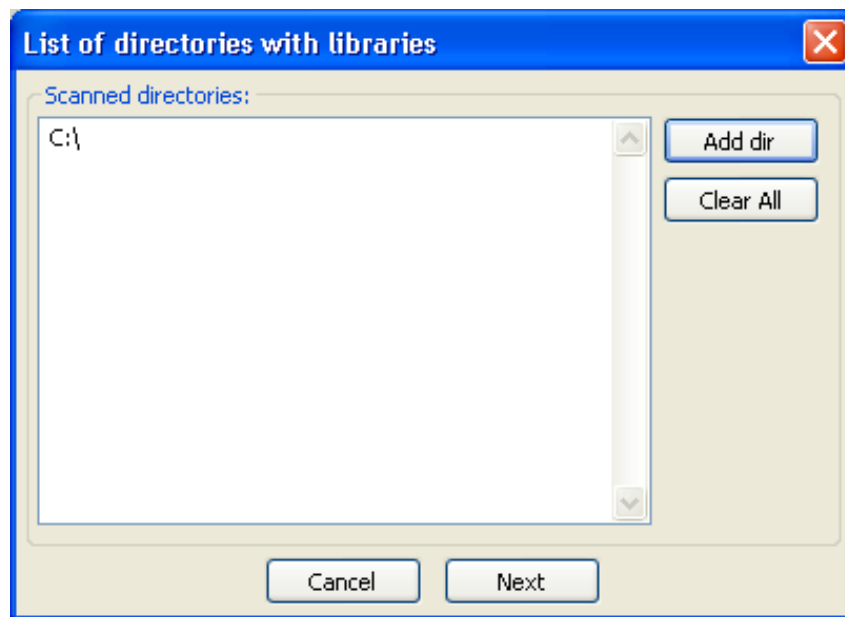 List of directories with libraries
Scanned directories:
C:\
Add dir
Clear All
Cancel
Next